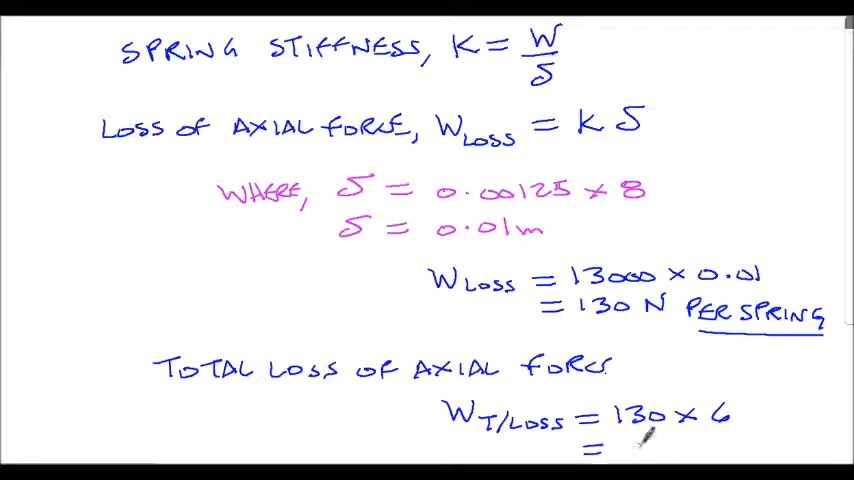 SPRING STIFFNESS, K = W/δ
LOSS OF AXIAL FORCE, W_LOSS = K δ
WHERE, δ = 0.00125 × 8
δ = 0.01m
W_LOSS = 13000 × 0.01
= 130 N PER SPRING
TOTAL LOSS OF AXIAL FORCE
W_T/LOSS = 130 × 6
=